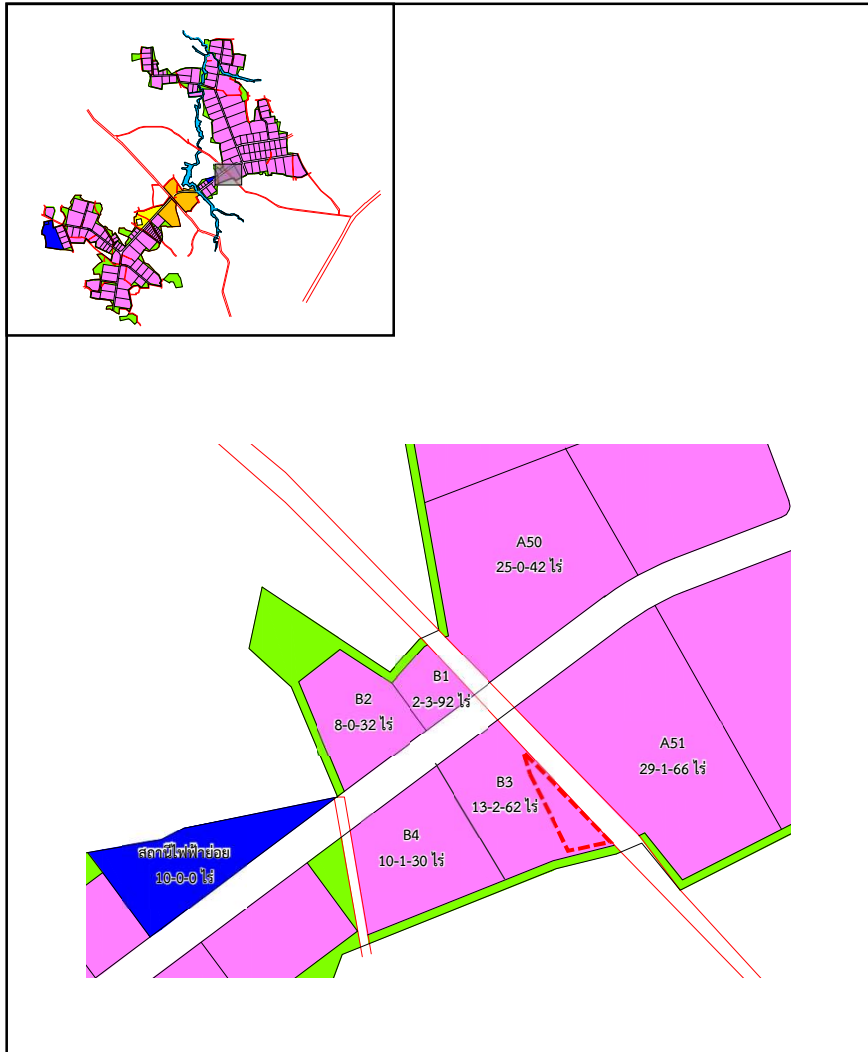 A50
25-0-42 ไร่
B1
2-3-92 ไร่
B2
8-0-32 ไร่
A51
29-1-66 ไร่
B3
13-2-62 ไร่
B4
10-1-30 ไร่
สถานีไฟฟ้าย่อย
10-0-0 ไร่